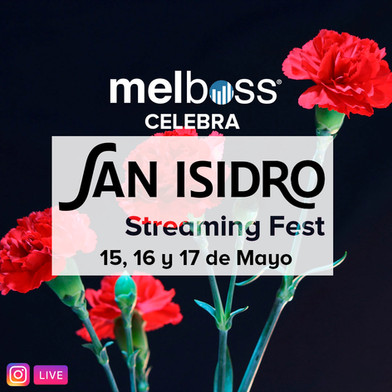 melboss®
CELEBRA
SAN ISIDRO
Streaming Fest
15, 16 y 17 de Mayo
LIVE